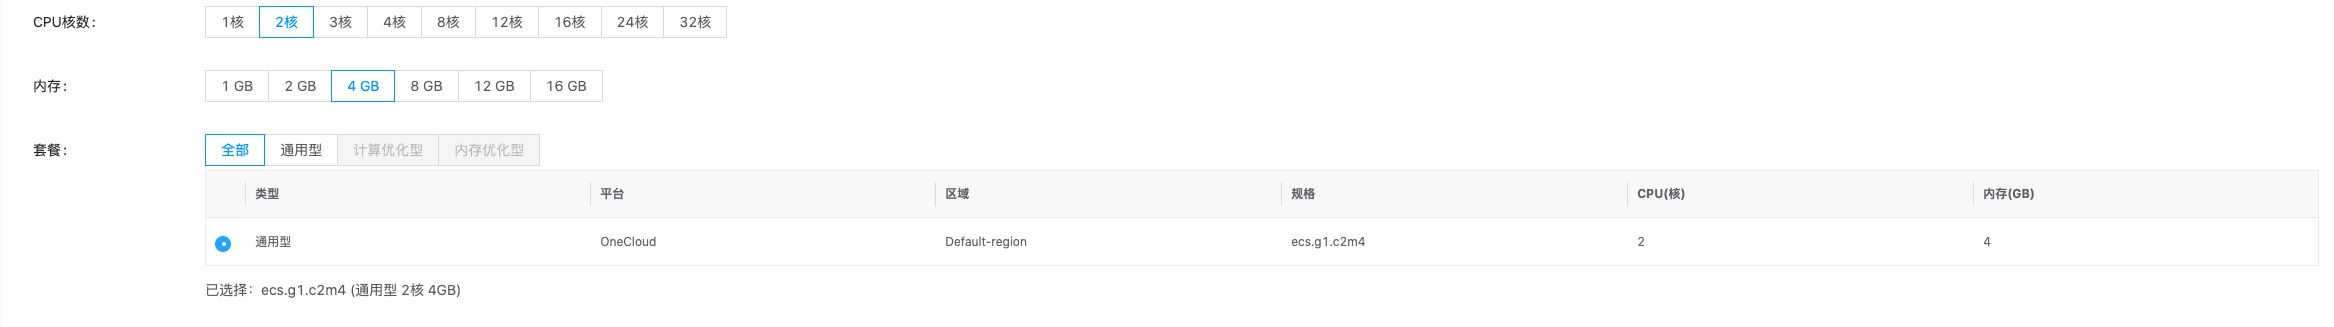 CPU核数： 1核 2核 3核 4核 8核 12核 16核 24核 32核
内存： 1 GB 2 GB 4 GB 8 GB 12 GB 16 GB
套餐： 全部 通用型 计算优化型 内存优化型
类型 平台 区域 规格 CPU(核) 内存(GB)
通用型 OneCloud Default-region ecs.g1.c2m4 2 4
已选择：ecs.g1.c2m4 (通用型 2核 4GB)